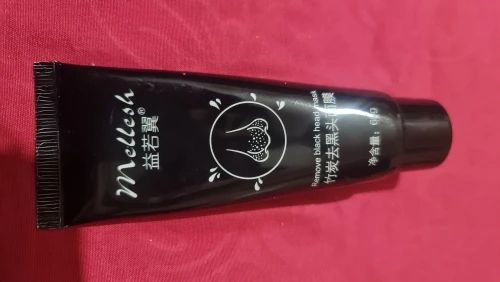 Mellesh
益若翼®
Remove black head mask
竹炭去黑头面膜
净含量：